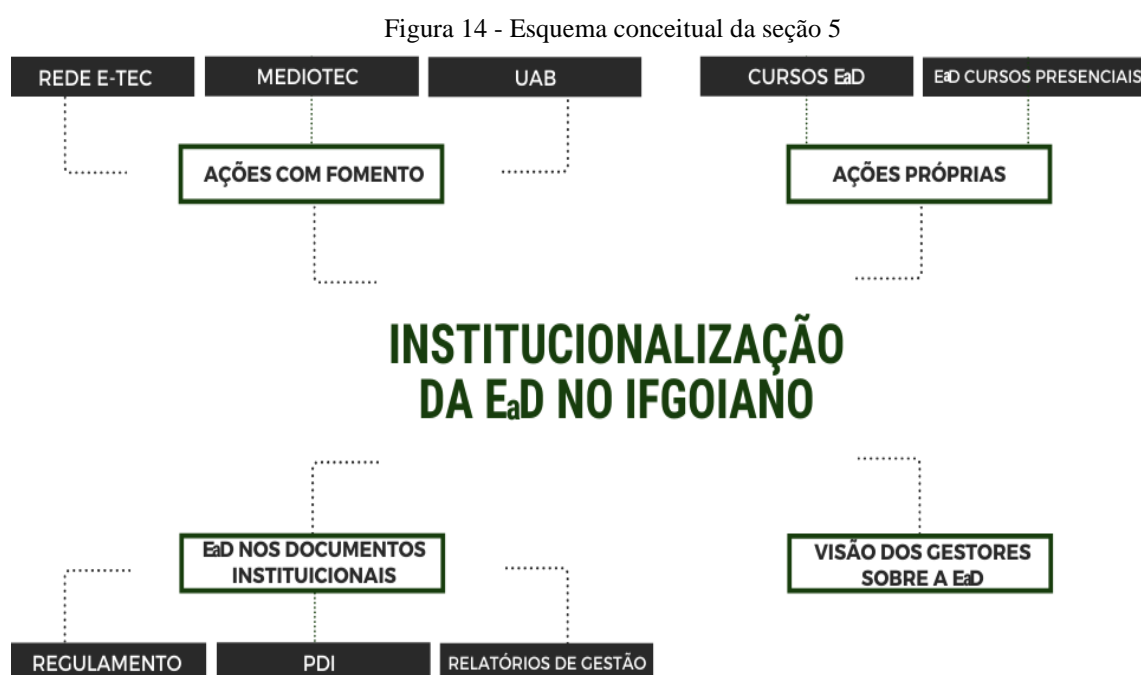 Figura 14 - Esquema conceitual da seção 5
REDE E-TEC
MEDIOTEC
UAB
CURSOS EaD
EaD CURSOS PRESENCIAIS
AÇÕES COM FOMENTO
AÇÕES PRÓPRIAS
INSTITUCIONALIZAÇÃO
DA EaD NO IFGOIANO
EaD NOS DOCUMENTOS
INSTITUICIONAIS
VISÃO DOS GESTORES
SOBRE A EaD
REGULAMENTO
PDI
RELATÓRIOS DE GESTÃO